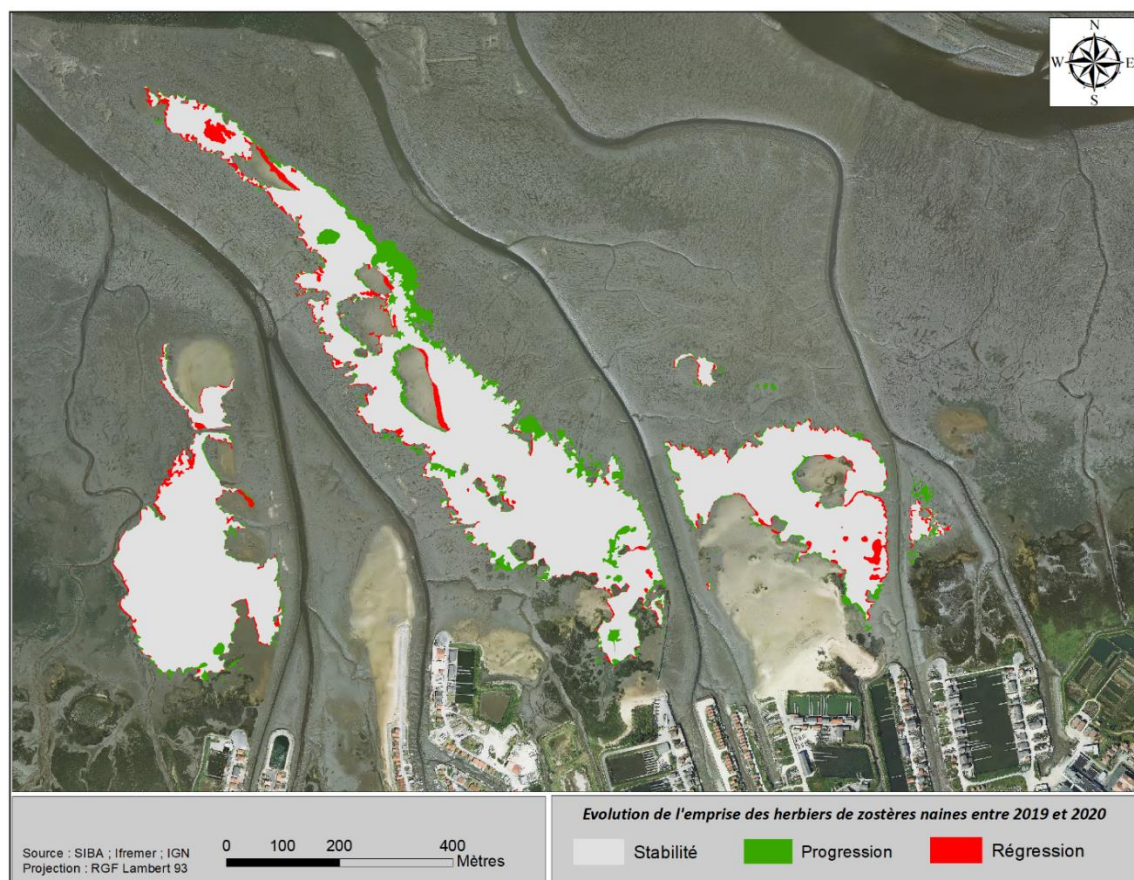 N
W E
S
Source : SIBA ; Ifremer ; IGN
Projection : RGF Lambert 93
0 100 200 400
Mètres
Evolution de l'emprise des herbiers de zostères naines entre 2019 et 2020
Stabilité Progression Régression